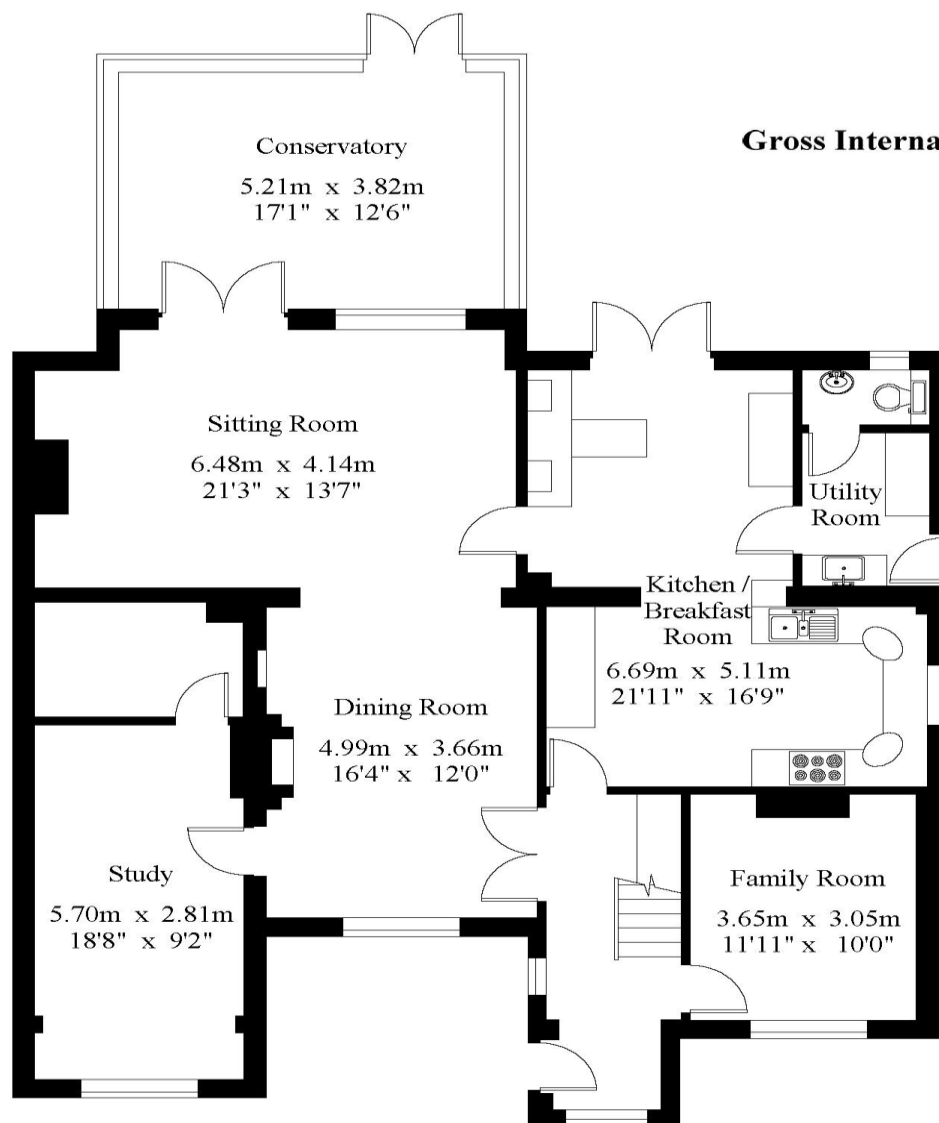 Conservatory
5.21m x 3.82m
17'1" x 12'6"
Gross Interna
Sitting Room
6.48m x 4.14m
21'3" x 13'7"
Utility
Room
Kitchen /
Breakfast
Room
6.69m x 5.11m
21'11" x 16'9"
Dining Room
4.99m x 3.66m
16'4" x 12'0"
Study
5.70m x 2.81m
18'8" x 9'2"
Family Room
3.65m x 3.05m
11'11" x 10'0"